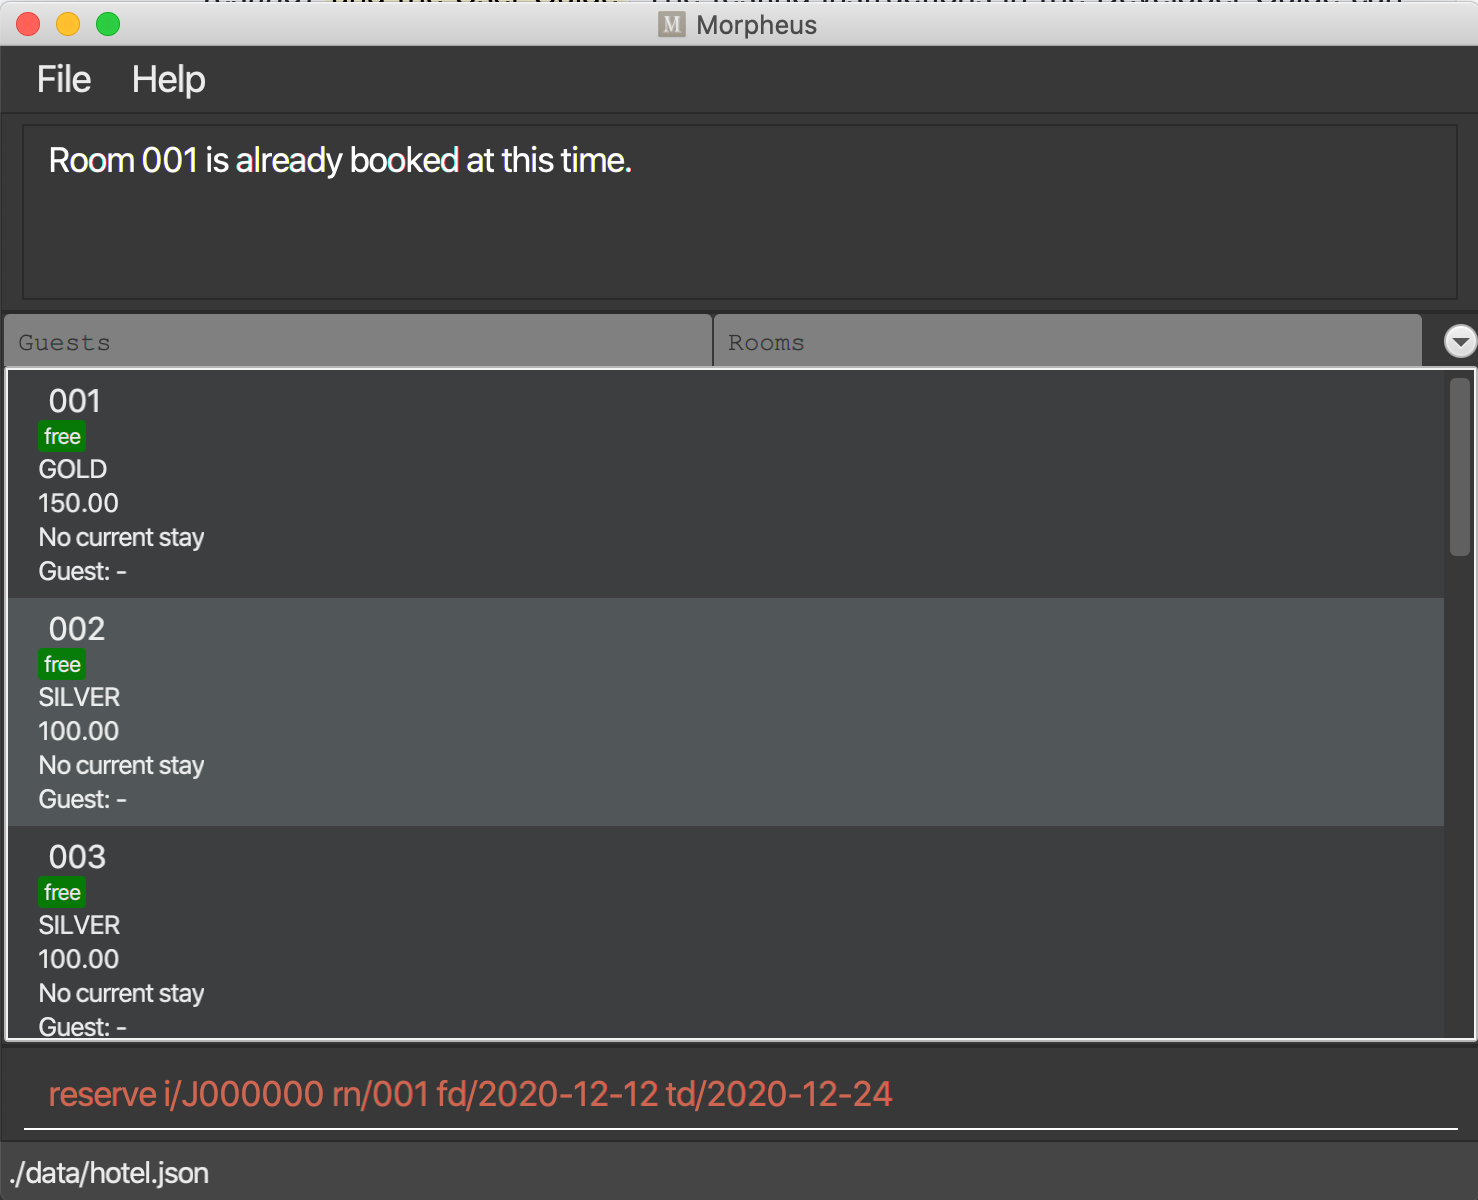 Morpheus
File Help
Room 001 is already booked at this time.
Guests Rooms
001
free
GOLD
150.00
No current stay
Guest: -
002
free
SILVER
100.00
No current stay
Guest: -
003
free
SILVER
100.00
No current stay
Guest: -
reserve i/J000000 rn/001 fd/2020-12-12 td/2020-12-24
./data/hotel.json